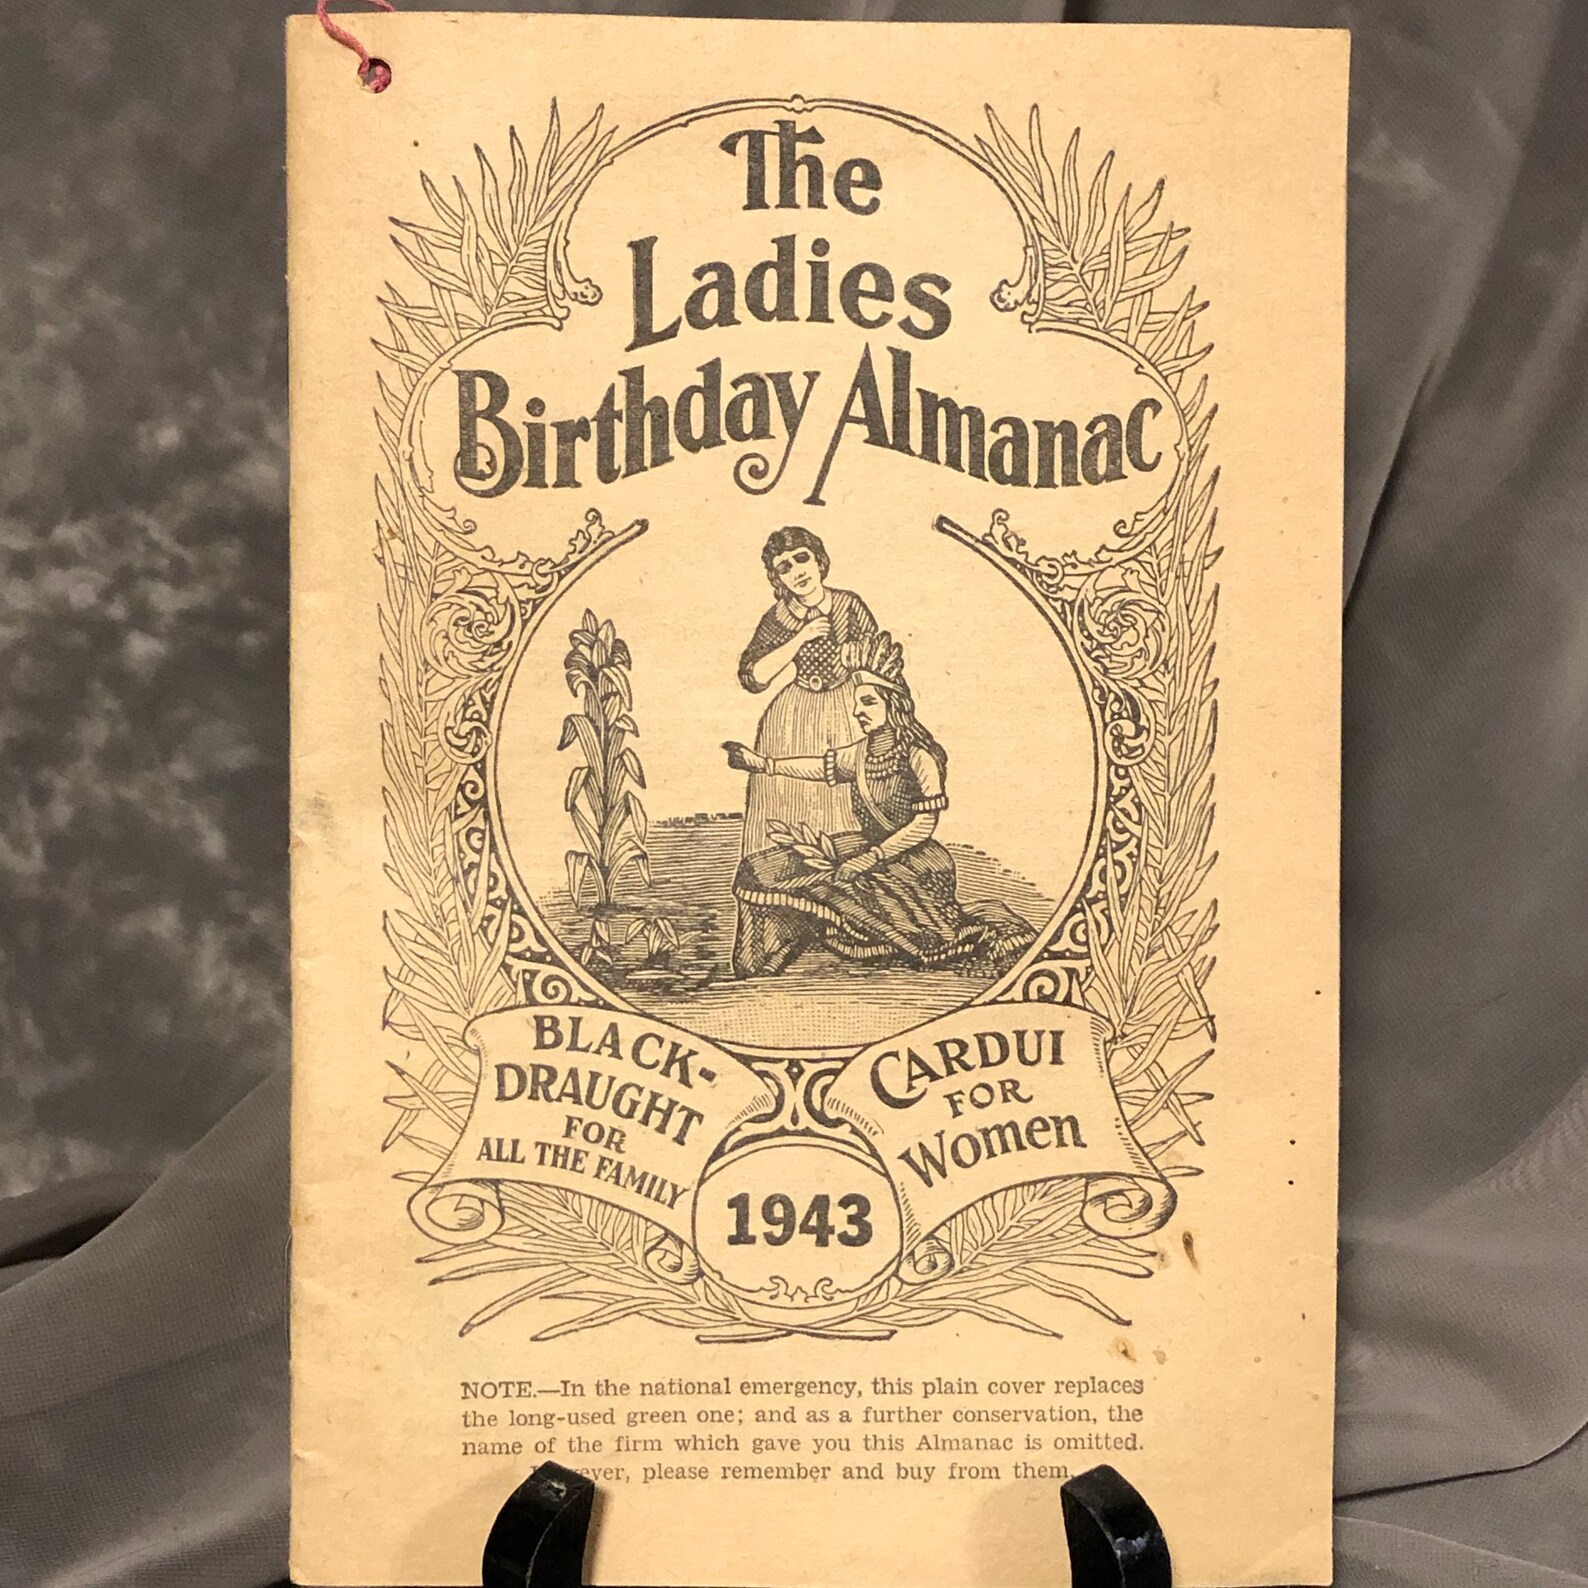 The
Ladies
Birthday Almanac
BLACK-
DRAUGHT
FOR
ALL THE FAMILY
CARDUI
FOR
Women
1943
NOTE.—In the national emergency, this plain cover replaces
the long-used green one; and as a further conservation, the
name of the firm which gave you this Almanac is omitted.
please remember and buy from them.